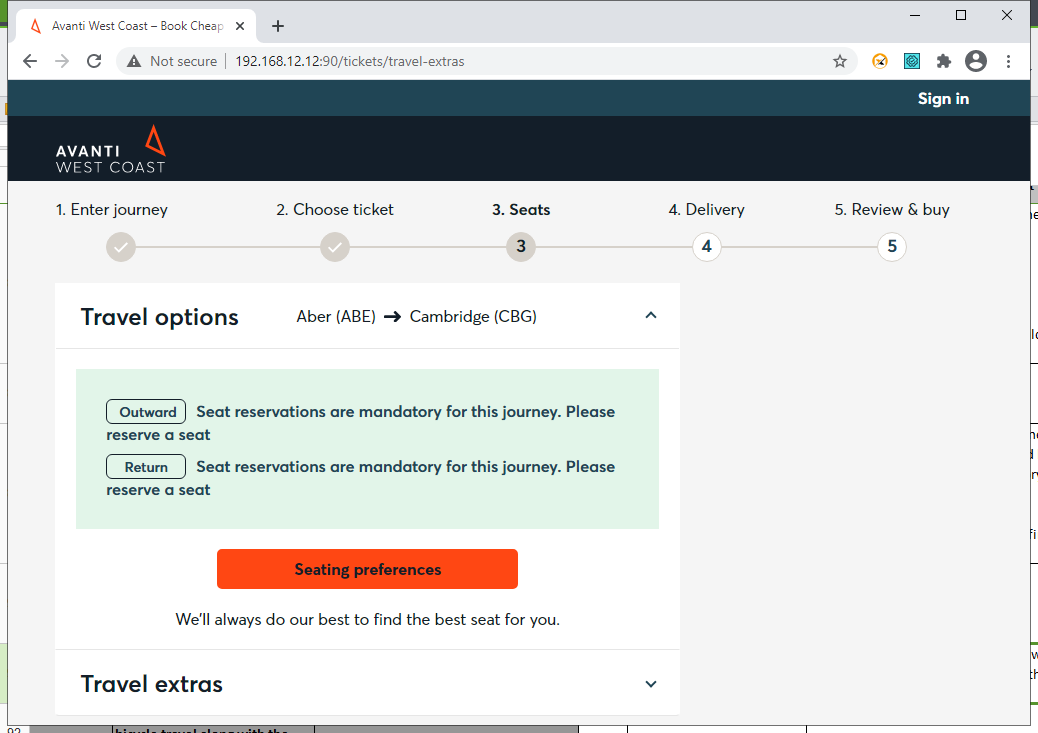 Avanti West Coast – Book Cheap
Not secure
192.168.12.12:90/tickets/travel-extras
Sign in
AVANTI
WEST COAST
1. Enter journey
2. Choose ticket
3. Seats
4. Delivery
5. Review & buy
3
4
5
Travel options
Aber (ABE) → Cambridge (CBG)
Outward Seat reservations are mandatory for this journey. Please
reserve a seat
Return Seat reservations are mandatory for this journey. Please
reserve a seat
Seating preferences
We'll always do our best to find the best seat for you.
Travel extras